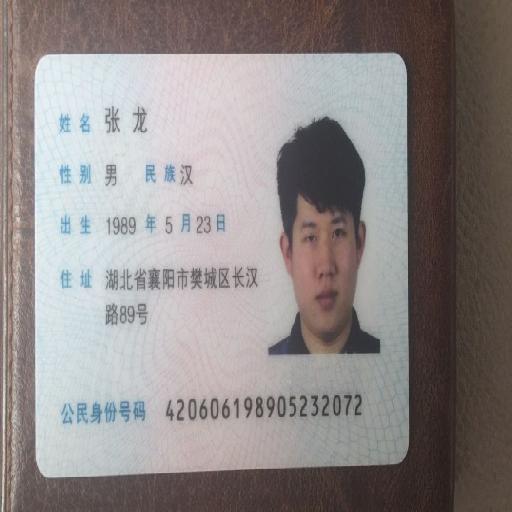 姓名 张龙
性别 男 民族 汉
出生 1989 年 5 月 23 日
住址 湖北省襄阳市樊城区长汉
路89号
公民身份号码 420606198905232072